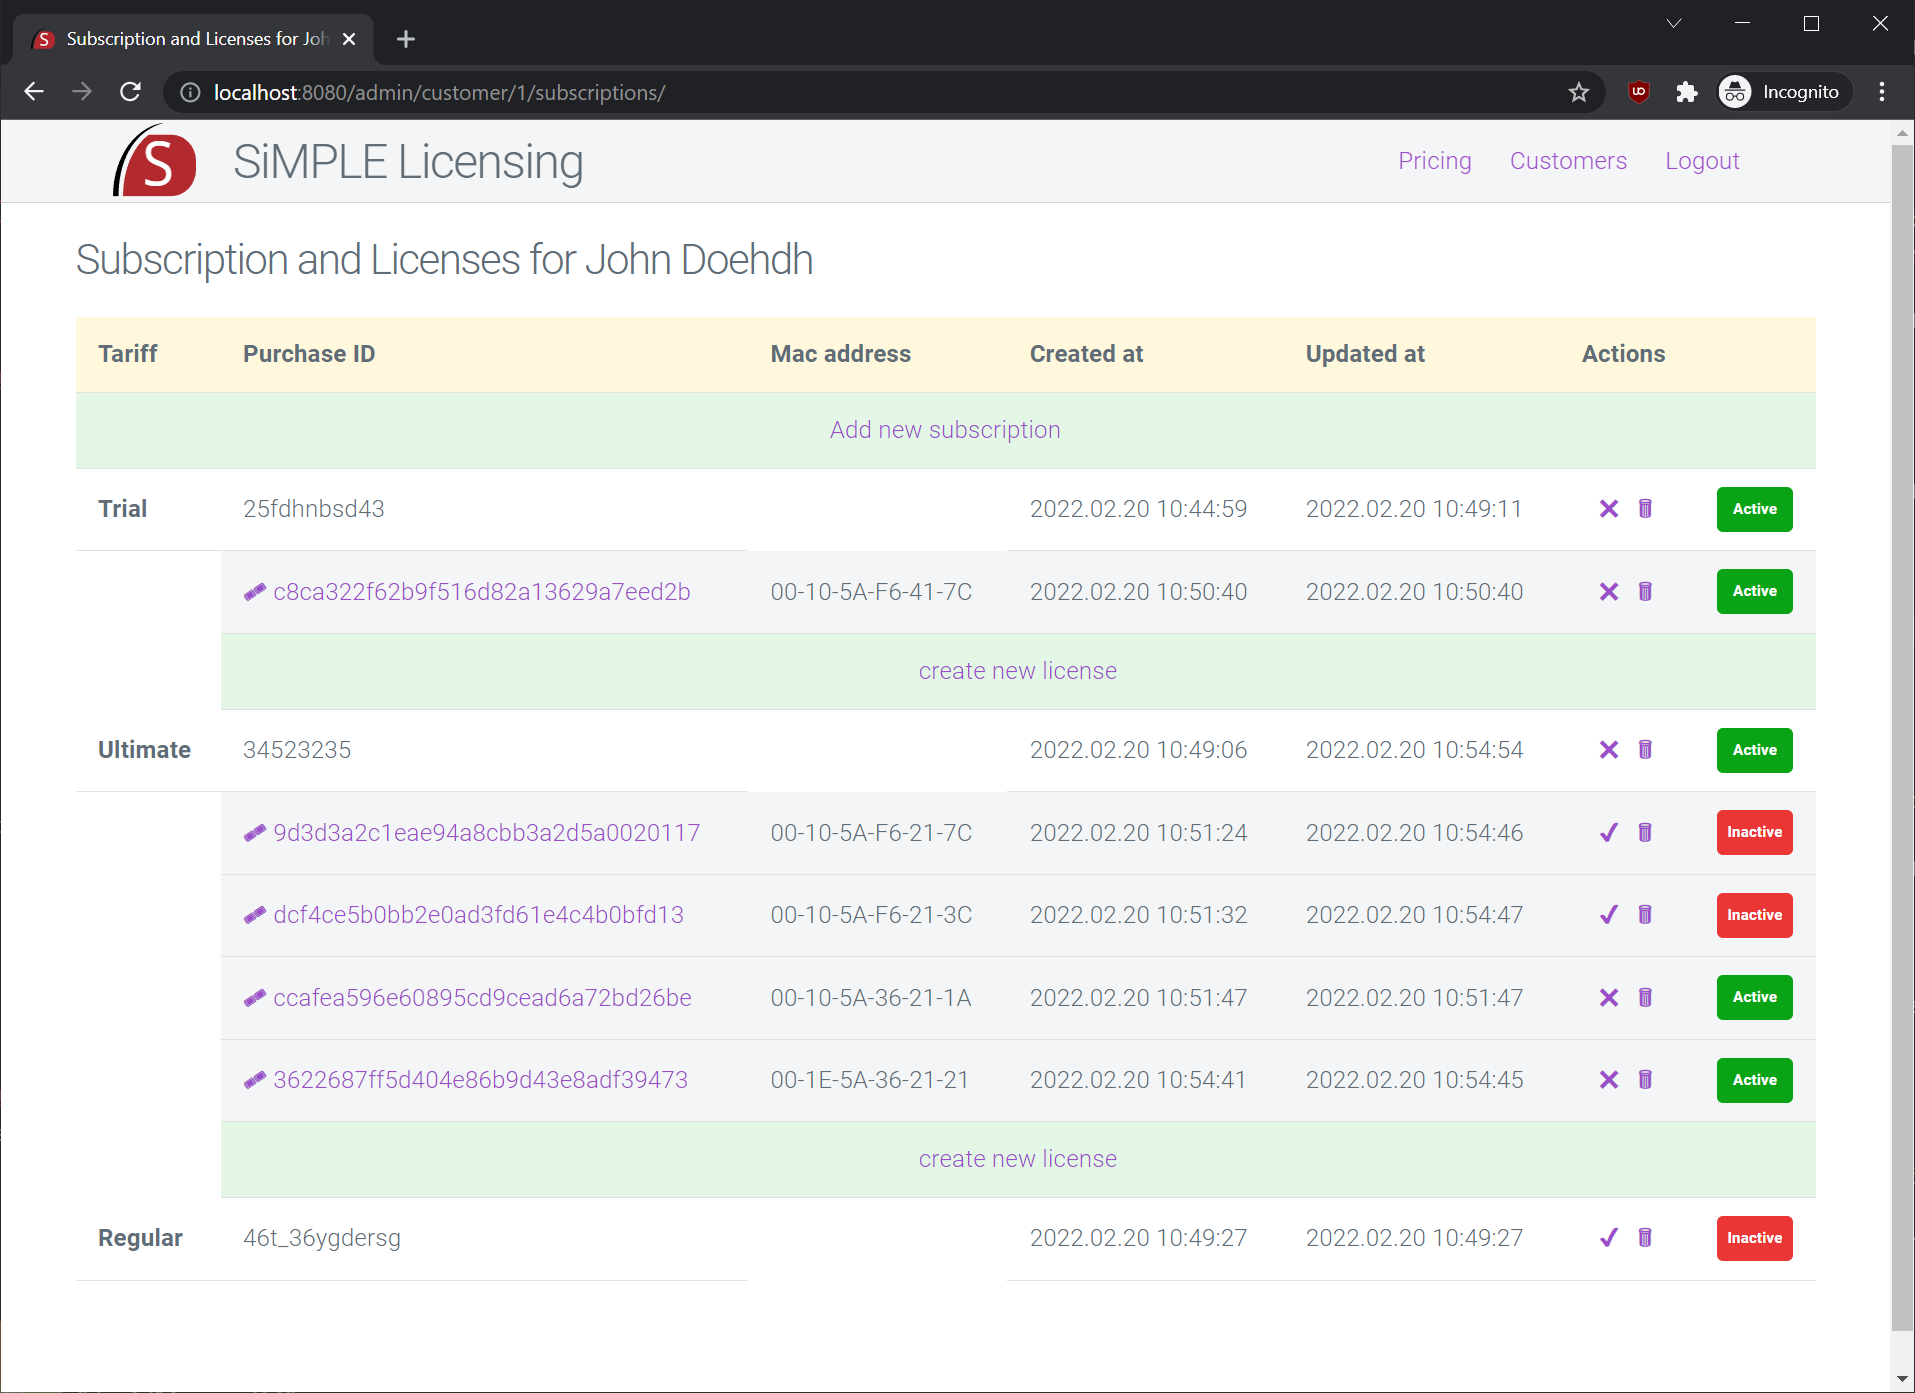 S Subscription and Licenses for Joh
localhost:8080/admin/customer/1/subscriptions/ UO Incognito
S SiMPLE Licensing Pricing Customers Logout
Subscription and Licenses for John Doehdh
Tariff Purchase ID Mac address Created at Updated at Actions
Add new subscription
Trial 25fdhnbsd43 2022.02.20 10:44:59 2022.02.20 10:49:11 Active
c8ca322f62b9f516d82a13629a7eed2b 00-10-5A-F6-41-7C 2022.02.20 10:50:40 2022.02.20 10:50:40 Active
create new license
Ultimate 34523235 2022.02.20 10:49:06 2022.02.20 10:54:54 Active
9d3d3a2c1eae94a8cbb3a2d5a0020117 00-10-5A-F6-21-7C 2022.02.20 10:51:24 2022.02.20 10:54:46 Inactive
dcf4ce5b0bb2e0ad3fd61e4c4b0bfd13 00-10-5A-F6-21-3C 2022.02.20 10:51:32 2022.02.20 10:54:47 Inactive
ccafea596e60895cd9cead6a72bd26be 00-10-5A-36-21-1A 2022.02.20 10:51:47 2022.02.20 10:51:47 Active
3622687ff5d404e86b9d43e8adf39473 00-1E-5A-36-21-21 2022.02.20 10:54:41 2022.02.20 10:54:45 Active
create new license
Regular 46t_36ygdersg 2022.02.20 10:49:27 2022.02.20 10:49:27 Inactive